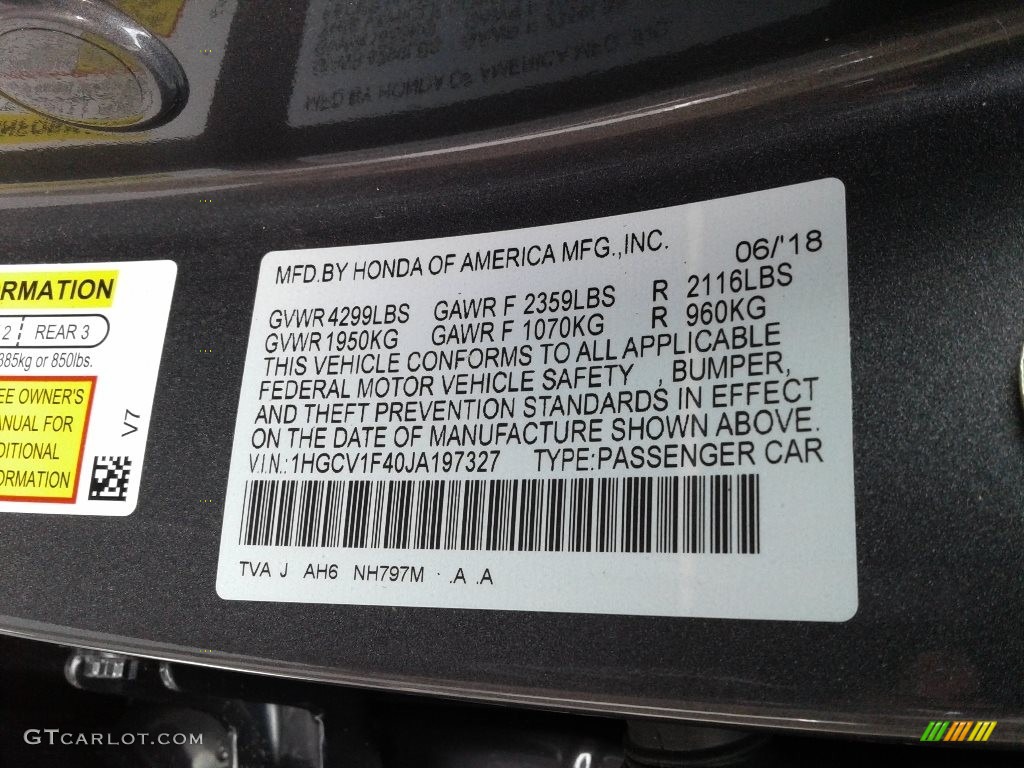 MFD.BY HONDA OF AMERICA MFG.,INC. 06/'18
GVWR 4299LBS GAWR F 2359LBS R 2116LBS
GVWR 1950KG GAWR F 1070KG R 960KG
THIS VEHICLE CONFORMS TO ALL APPLICABLE
FEDERAL MOTOR VEHICLE SAFETY , BUMPER,
AND THEFT PREVENTION STANDARDS IN EFFECT
ON THE DATE OF MANUFACTURE SHOWN ABOVE.
V.I.N.:1HGCV1F40JA197327 TYPE:PASSENGER CAR
TVA J AH6 NH797M .A .A
RMATION
2 REAR 3
385kg or 850lbs.
EE OWNER'S
ANUAL FOR
DITIONAL
FORMATION
V7
GTcarlot.com